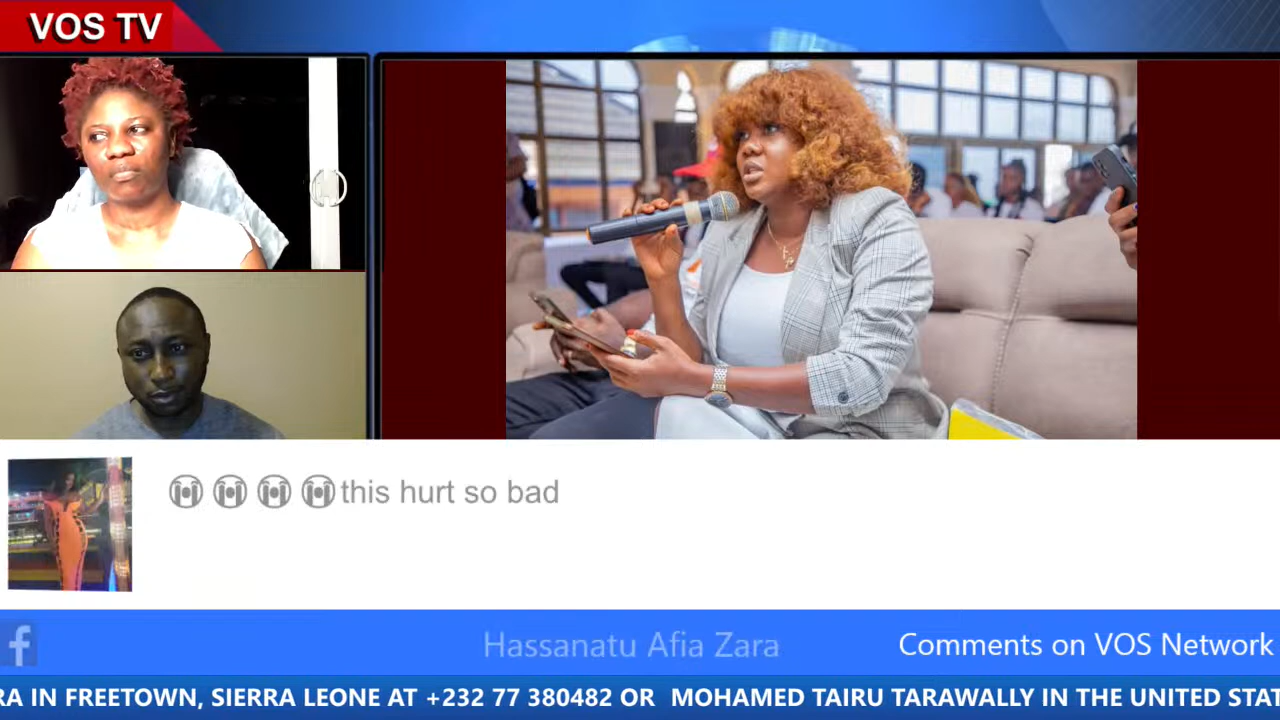 VOS TV
😭 😭 😭 😭this hurt so bad
Hassanatu Afia Zara
Comments on VOS Network
RA IN FREETOWN, SIERRA LEONE AT +232 77 380482 OR MOHAMED TAIRU TARAWALLY IN THE UNITED STAT